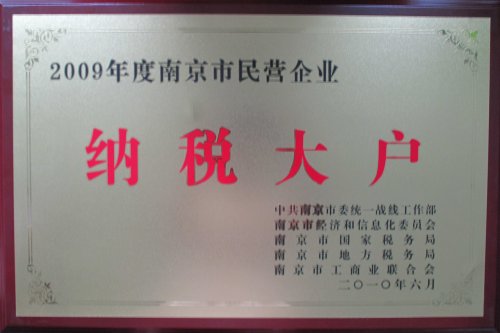 2009年度南京市民营企业
纳税大户
中共南京市委统一战线工作部
南京市经济和信息化委员会
南京市国家税务局
南京市地方税务局
南京市工商业联合会
二〇一〇年六月